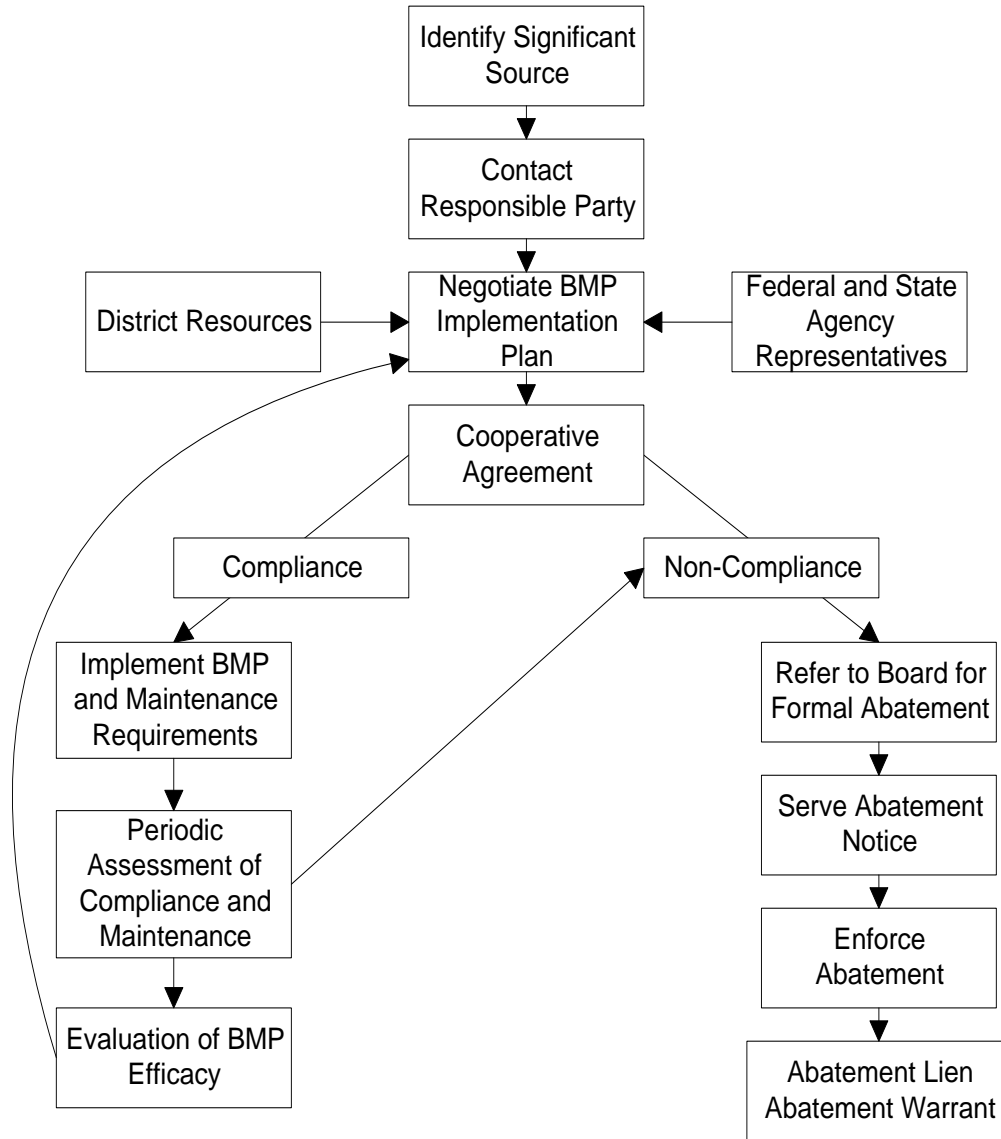 Identify Significant
Source
Contact
Responsible Party
District Resources
Negotiate BMP
Implementation
Plan
Federal and State
Agency
Representatives
Cooperative
Agreement
Compliance
Non-Compliance
Implement BMP
and Maintenance
Requirements
Refer to Board for
Formal Abatement
Periodic
Assessment of
Compliance and
Maintenance
Serve Abatement
Notice
Enforce
Abatement
Evaluation of BMP
Efficacy
Abatement Lien
Abatement Warrant